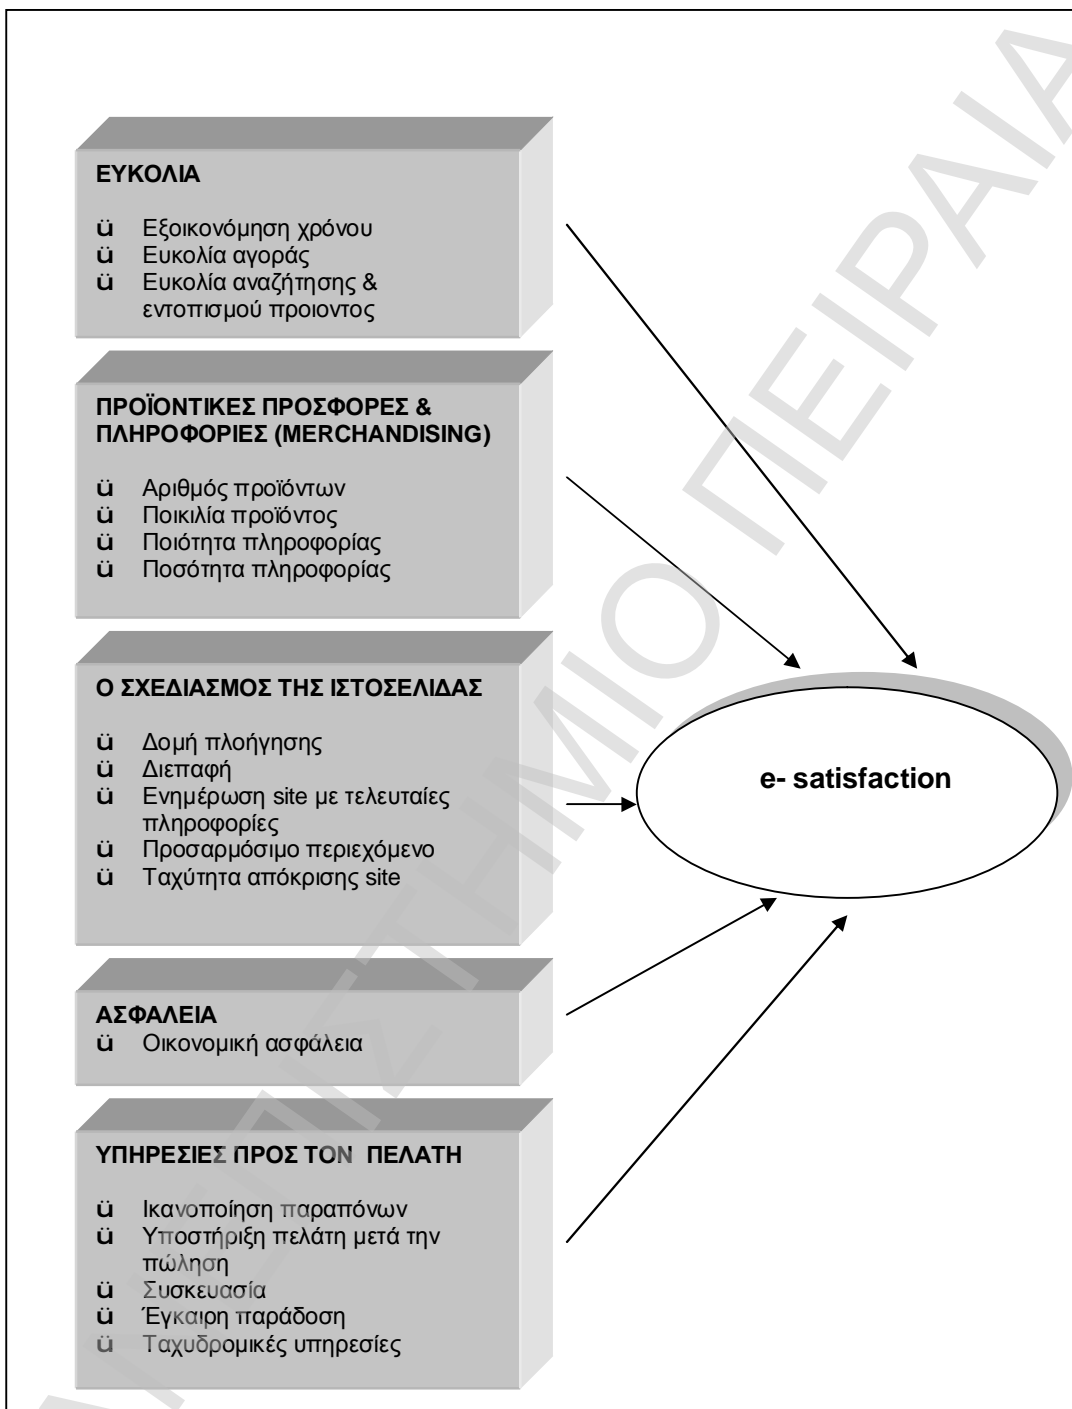 ΕΥΚΟΛΙΑ
ü Εξοικονόμηση χρόνου
ü Ευκολία αγοράς
ü Ευκολία αναζήτησης &
εντοπισμού προιοντος
ΠΡΟΪΟΝΤΙΚΕΣ ΠΡΟΣΦΟΡΕΣ &
ΠΛΗΡΟΦΟΡΙΕΣ (MERCHANDISING)
ü Αριθμός προϊόντων
ü Ποικιλία προϊόντος
ü Ποιότητα πληροφορίας
ü Ποσότητα πληροφορίας
Ο ΣΧΕΔΙΑΣΜΟΣ ΤΗΣ ΙΣΤΟΣΕΛΙΔΑΣ
ü Δομή πλοήγησης
ü Διεπαφή
ü Ενημέρωση site με τελευταίες
πληροφορίες
ü Προσαρμόσιμο περιεχόμενο
ü Ταχύτητα απόκρισης site
e- satisfaction
ΑΣΦΑΛΕΙΑ
ü Οικονομική ασφάλεια
ΥΠΗΡΕΣΙΕΣ ΠΡΟΣ ΤΟΝ ΠΕΛΑΤΗ
ü Ικανοποίηση παραπόνων
ü Υποστήριξη πελάτη μετά την
πώληση
ü Συσκευασία
ü Έγκαιρη παράδοση
ü Ταχυδρομικές υπηρεσίες
ΑΝΕΠΙΣΤΗΜΙΟ ΠΕΙΡΑΙΑ